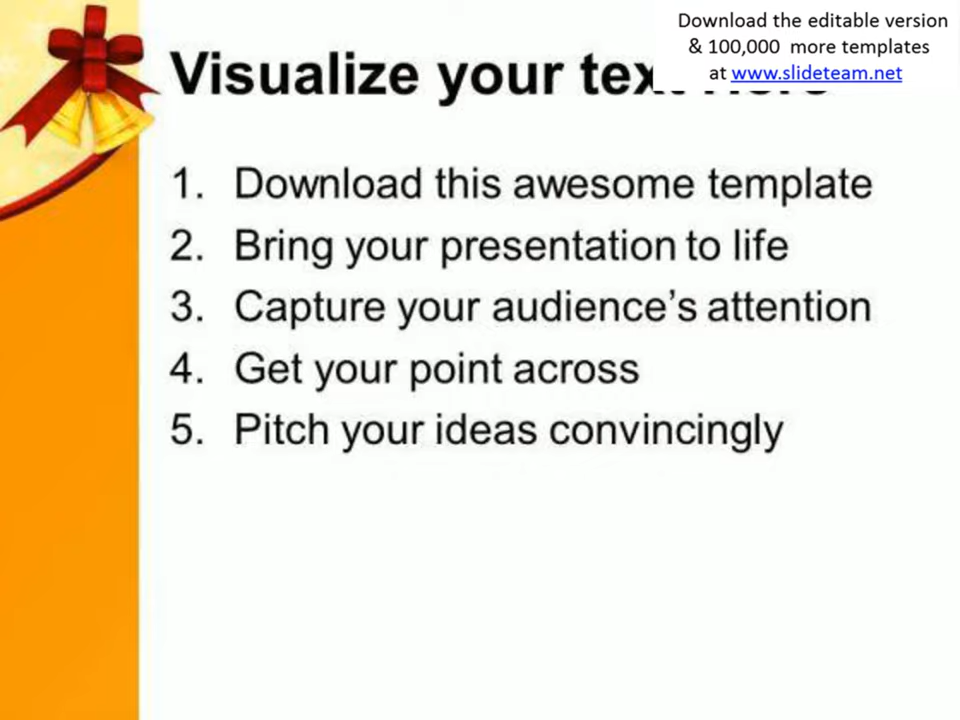 Download the editable version
& 100,000 more templates
at www.slideteam.net
Visualize your
1. Download this awesome template
2. Bring your presentation to life
3. Capture your audience’s attention
4. Get your point across
5. Pitch your ideas convincingly